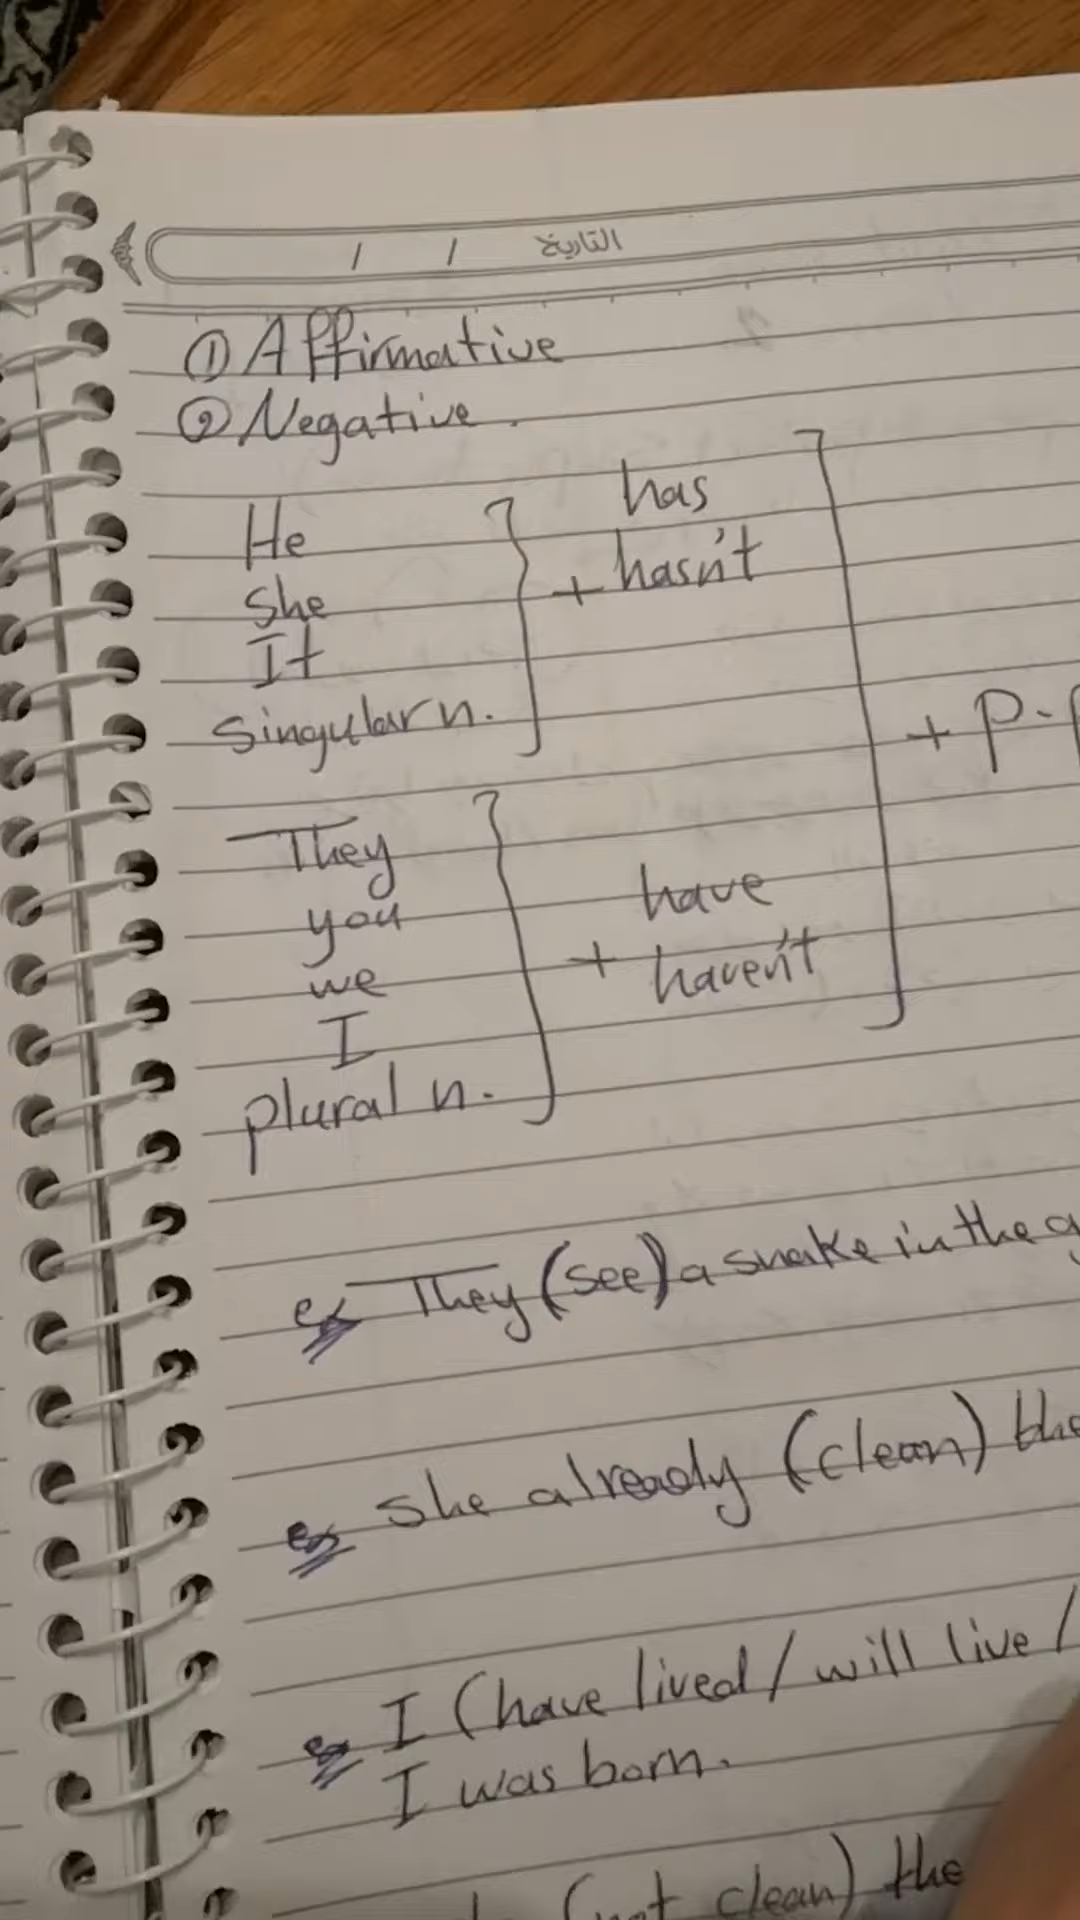 / / التاريخ
① Affirmative
② Negative.
He
She
It
singular n.
+ has
hasn't
They
you
we
I
plural n.
+ have
haven't
+ p.
ex They (see) a snake in the
ex she already (clean) the
ex I (have lived / will live /
I was born.
(not clean) the